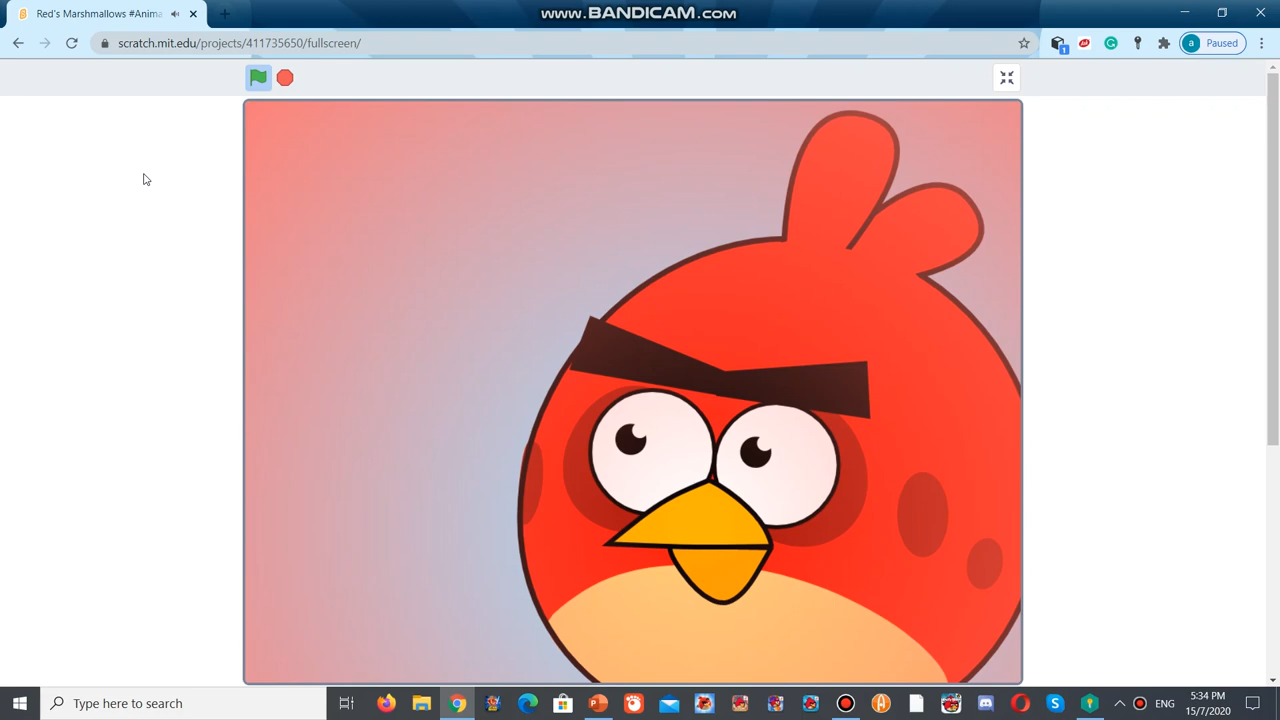 Red's Marshmallows #Anima
www.BANDICAM.com
scratch.mit.edu/projects/411735650/fullscreen/
1
a
Paused
Type here to search
ENG
5:34 PM
15/7/2020